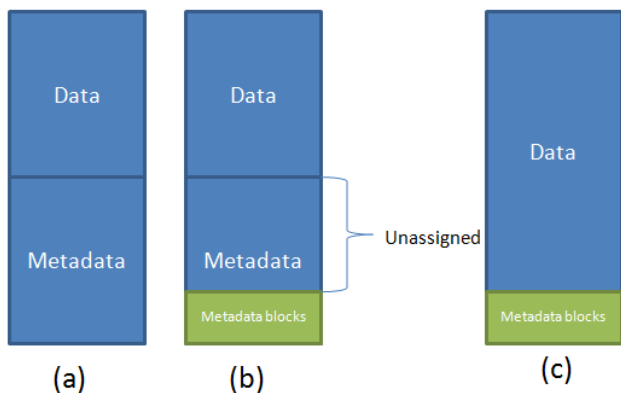 Data
Metadata
(a)
Data
Metadata
Metadata blocks
(b)
Unassigned
Data
Metadata blocks
(c)